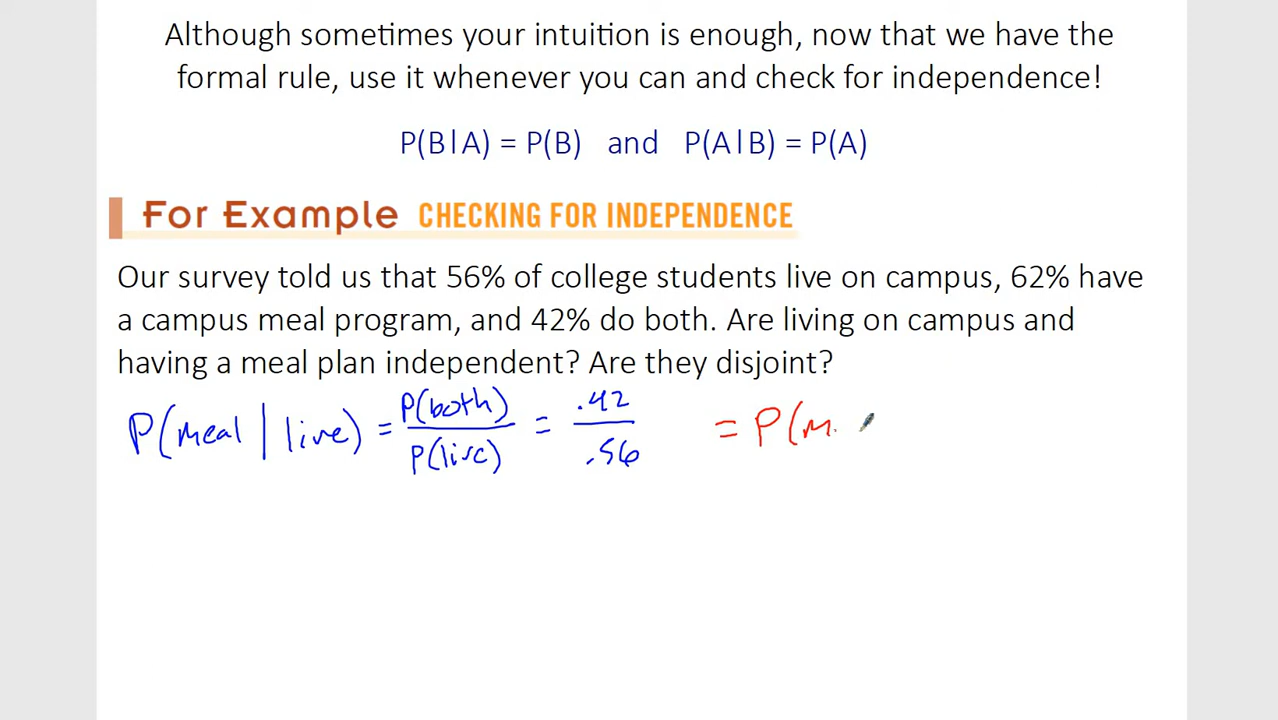 Although sometimes your intuition is enough, now that we have the
formal rule, use it whenever you can and check for independence!
P(B|A) = P(B) and P(A|B) = P(A)
For Example CHECKING FOR INDEPENDENCE
Our survey told us that 56% of college students live on campus, 62% have
a campus meal program, and 42% do both. Are living on campus and
having a meal plan independent? Are they disjoint?
P(meal | live) = P(both) / P(live) = .42 / .56 = P(m